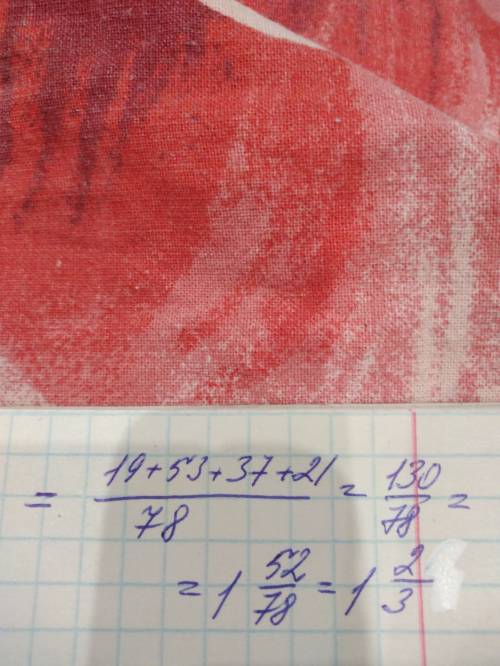 = (19+53+37+21)/78 = 130/78 =
= 1 52/78 = 1 2/3